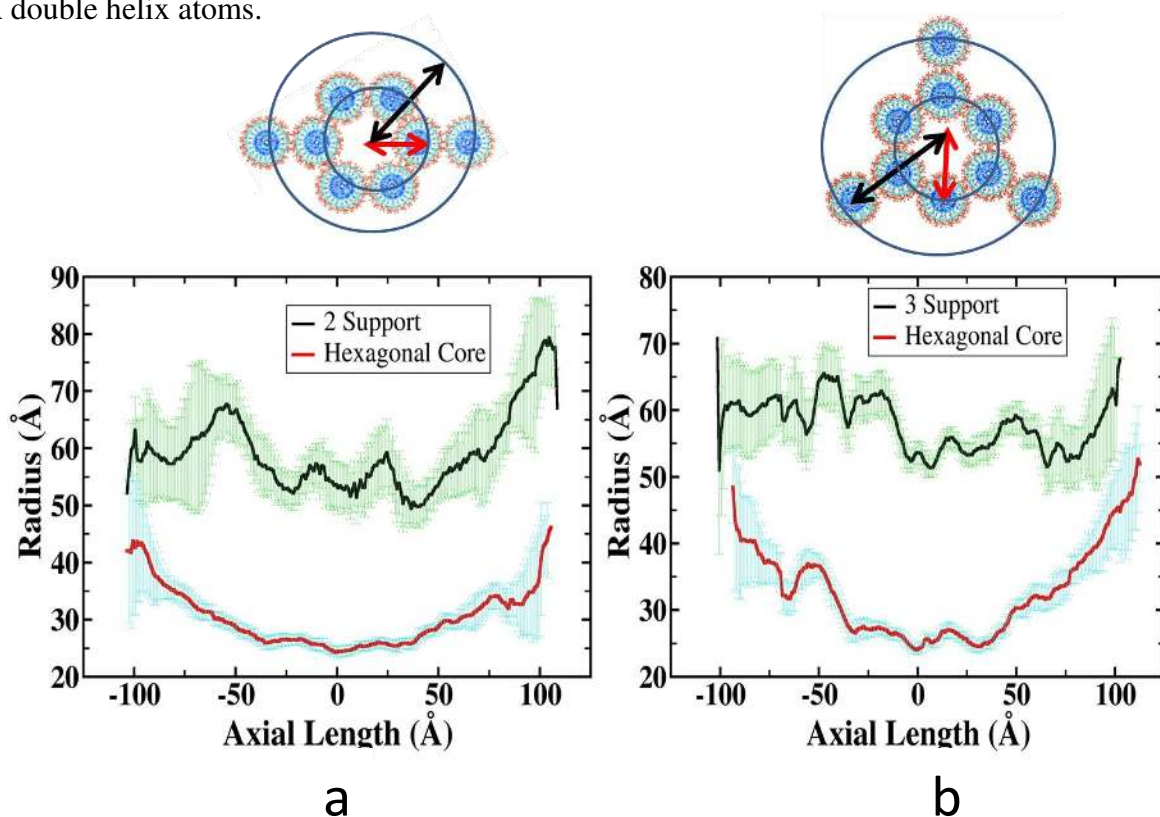 double helix atoms.
90
80
70
60
50
40
30
20
Radius (Å)
2 Support
Hexagonal Core
-100 -50 0 50 100
Axial Length (Å)
a
80
70
60
50
40
30
20
Radius (Å)
3 Support
Hexagonal Core
-100 -50 0 50 100
Axial Length (Å)
b